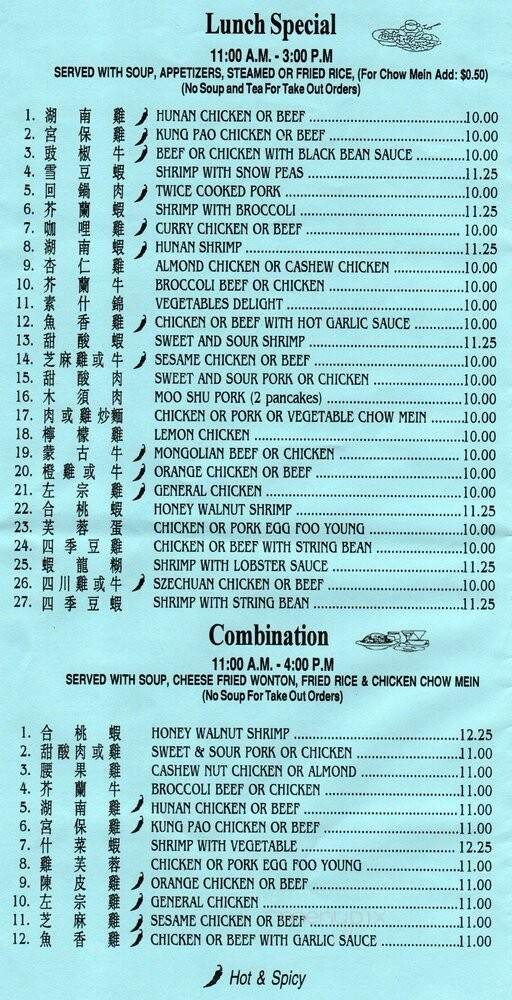 Lunch Special
11:00 A.M. - 3:00 P.M
SERVED WITH SOUP, APPETIZERS, STEAMED OR FRIED RICE, (For Chow Mein Add: $0.50)
(No Soup and Tea For Take Out Orders)
1. 湖南雞 HUNAN CHICKEN OR BEEF 10.00
2. 宮保雞 KUNG PAO CHICKEN OR BEEF 10.00
3. 豉椒牛 BEEF OR CHICKEN WITH BLACK BEAN SAUCE 10.00
4. 雪豆蝦 SHRIMP WITH SNOW PEAS 11.25
5. 回鍋肉 TWICE COOKED PORK 10.00
6. 芥蘭蝦 SHRIMP WITH BROCCOLI 11.25
7. 咖哩雞 CURRY CHICKEN OR BEEF 10.00
8. 湖南蝦 HUNAN SHRIMP 11.25
9. 杏仁雞 ALMOND CHICKEN OR CASHEW CHICKEN 10.00
10. 芥蘭牛 BROCCOLI BEEF OR CHICKEN 10.00
11. 素什錦 VEGETABLES DELIGHT 10.00
12. 魚香雞 CHICKEN OR BEEF WITH HOT GARLIC SAUCE 10.00
13. 甜酸蝦 SWEET AND SOUR SHRIMP 11.25
14. 芝麻雞或牛 SESAME CHICKEN OR BEEF 10.00
15. 甜酸肉 SWEET AND SOUR PORK OR CHICKEN 10.00
16. 木須肉 MOO SHU PORK (2 pancakes) 10.00
17. 肉或雞炒麵 CHICKEN OR PORK OR VEGETABLE CHOW MEIN 10.00
18. 檸檬雞 LEMON CHICKEN 10.00
19. 蒙古牛 MONGOLIAN BEEF OR CHICKEN 10.00
20. 橙雞或牛 ORANGE CHICKEN OR BEEF 10.00
21. 左宗雞 GENERAL CHICKEN 10.00
22. 合桃蝦 HONEY WALNUT SHRIMP 11.25
23. 芙蓉蛋 CHICKEN OR PORK EGG FOO YOUNG 10.00
24. 四季豆雞 CHICKEN OR BEEF WITH STRING BEAN 10.00
25. 蝦龍糊 SHRIMP WITH LOBSTER SAUCE 11.25
26. 四川雞或牛 SZECHUAN CHICKEN OR BEEF 10.00
27. 四季豆蝦 SHRIMP WITH STRING BEAN 11.25
Combination
11:00 A.M. - 4:00 P.M
SERVED WITH SOUP, CHEESE FRIED WONTON, FRIED RICE & CHICKEN CHOW MEIN
(No Soup For Take Out Orders)
1. 合桃蝦 HONEY WALNUT SHRIMP 12.25
2. 甜酸肉或雞 SWEET & SOUR PORK OR CHICKEN 11.00
3. 腰果雞 CASHEW NUT CHICKEN OR ALMOND 11.00
4. 芥蘭牛 BROCCOLI BEEF OR CHICKEN 11.00
5. 湖南雞 HUNAN CHICKEN OR BEEF 11.00
6. 宮保雞 KUNG PAO CHICKEN OR BEEF 11.00
7. 什菜蝦 SHRIMP WITH VEGETABLE 12.25
8. 雞芙蓉 CHICKEN OR PORK EGG FOO YOUNG 11.00
9. 陳皮雞 ORANGE CHICKEN OR BEEF 11.00
10. 左宗雞 GENERAL CHICKEN 11.00
11. 芝麻雞 SESAME CHICKEN OR BEEF 11.00
12. 魚香雞 CHICKEN OR BEEF WITH GARLIC SAUCE 11.00
Hot & Spicy